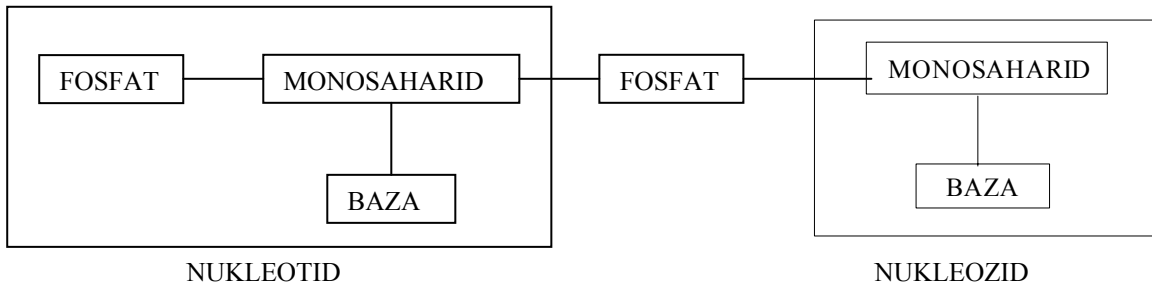 FOSFAT MONOSAHARID FOSFAT MONOSAHARID
BAZA BAZA
NUKLEOTID NUKLEOZID